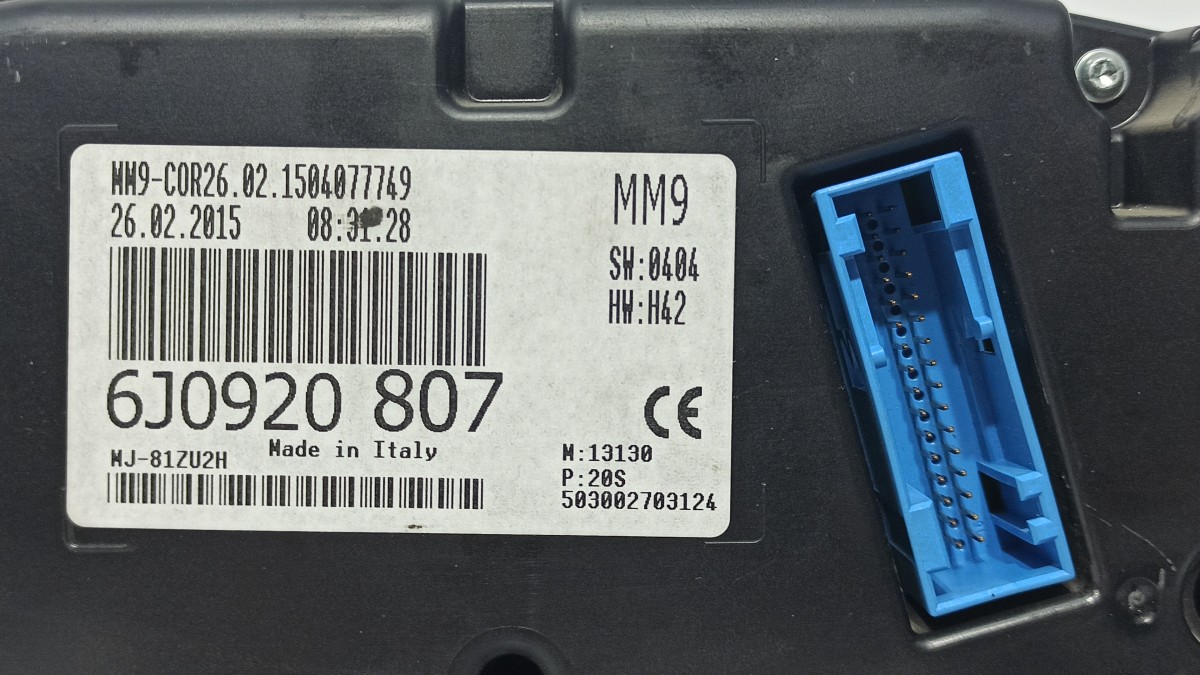 MM9-COR26.02.1504077749
26.02.2015
MM9
SW:0404
HW:H42
6J0920 807
Made in Italy
CE
MJ-81ZU2H
M:13130
P:20S
503002703124